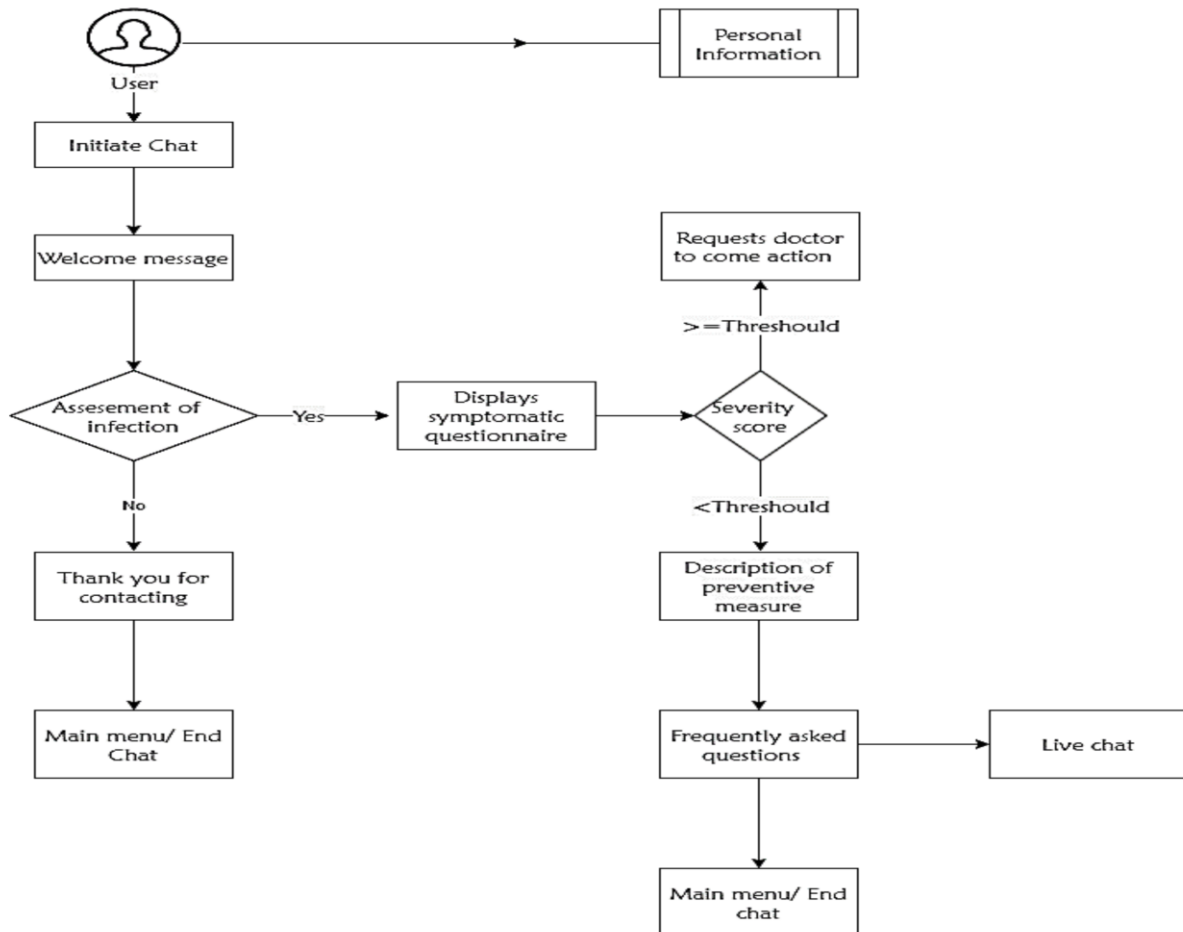 Personal
Information
User
Initiate Chat
Welcome message
Requests doctor
to come action
>=Threshould
Assesement of
infection
Yes
Displays
symptomatic
questionnaire
Severity
score
No
<Threshould
Thank you for
contacting
Description of
preventive
measure
Main menu/ End
Chat
Frequently asked
questions
Live chat
Main menu/ End
chat